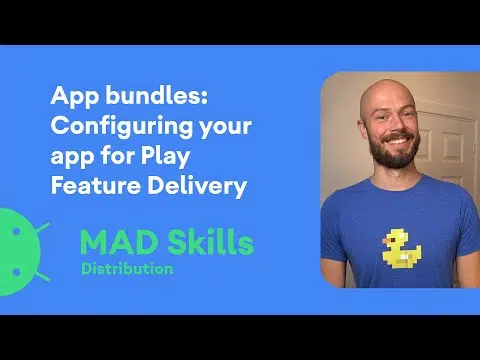 App bundles:
Configuring your
app for Play
Feature Delivery
MAD Skills
Distribution